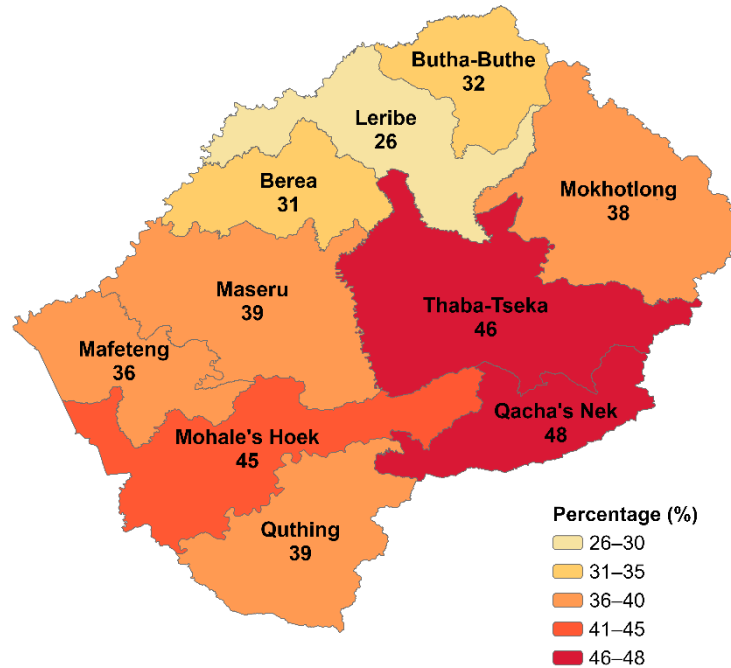 Butha-Buthe
32
Leribe
26
Berea
31
Mokhotlong
38
Maseru
39
Thaba-Tseka
46
Mafeteng
36
Qacha's Nek
48
Mohale's Hoek
45
Quthing
39
Percentage (%)
26–30
31–35
36–40
41–45
46–48